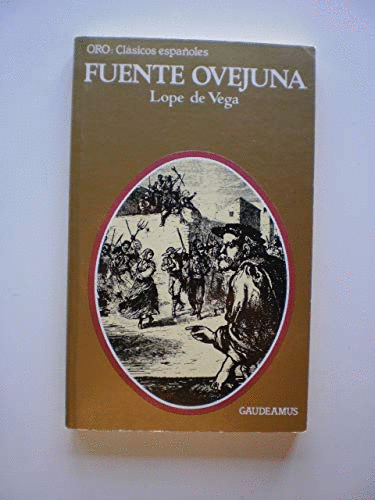 ORO: Clásicos españoles
FUENTE OVEJUNA
Lope de Vega
GAUDEAMUS